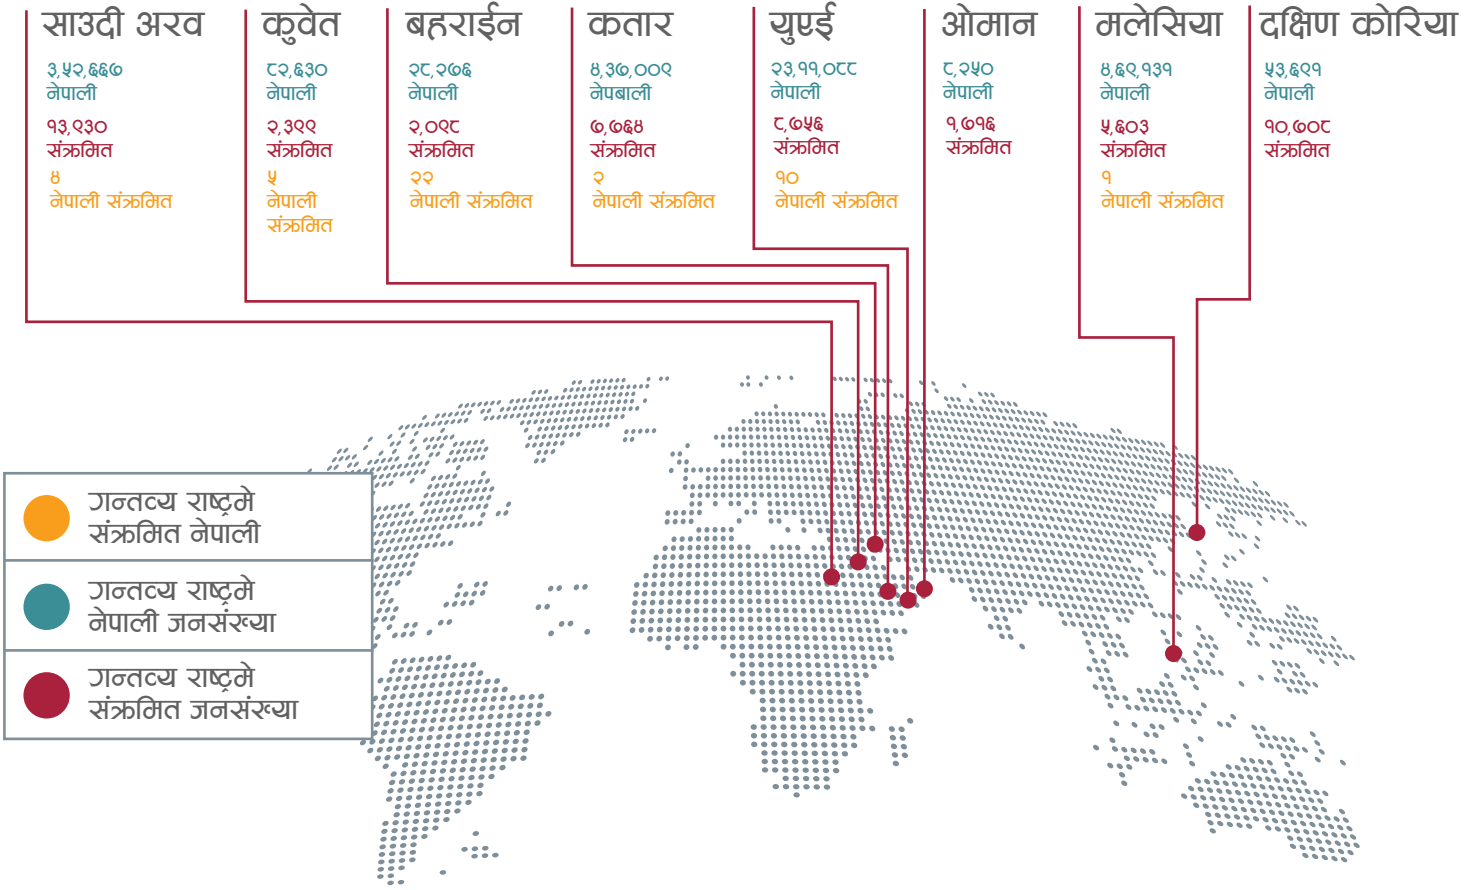 साउदी अरव
३,५२,६६७
नेपाली
१३,९३०
संक्रमित
४
नेपाली संक्रमित
कुवेत
८२,६३०
नेपाली
२,३९९
संक्रमित
५
नेपाली
संक्रमित
बहराईन
२८,२७६
नेपाली
२,०९८
संक्रमित
२२
नेपाली संक्रमित
कतार
४,३७,००९
नेपबाली
७,७६४
संक्रमित
२
नेपाली संक्रमित
युएई
२३,११,०८८
नेपाली
८,७५६
संक्रमित
१०
नेपाली संक्रमित
ओमान
८,२५०
नेपाली
१,७१६
संक्रमित
मलेसिया
४,६९,१३१
नेपाली
५,६०३
संक्रमित
१
नेपाली संक्रमित
दक्षिण कोरिया
५३,६९१
नेपाली
१०,७०८
संक्रमित
गन्तव्य राष्ट्रमे
संक्रमित नेपाली
गन्तव्य राष्ट्रमे
नेपाली जनसंख्या
गन्तव्य राष्ट्रमे
संक्रमित जनसंख्या